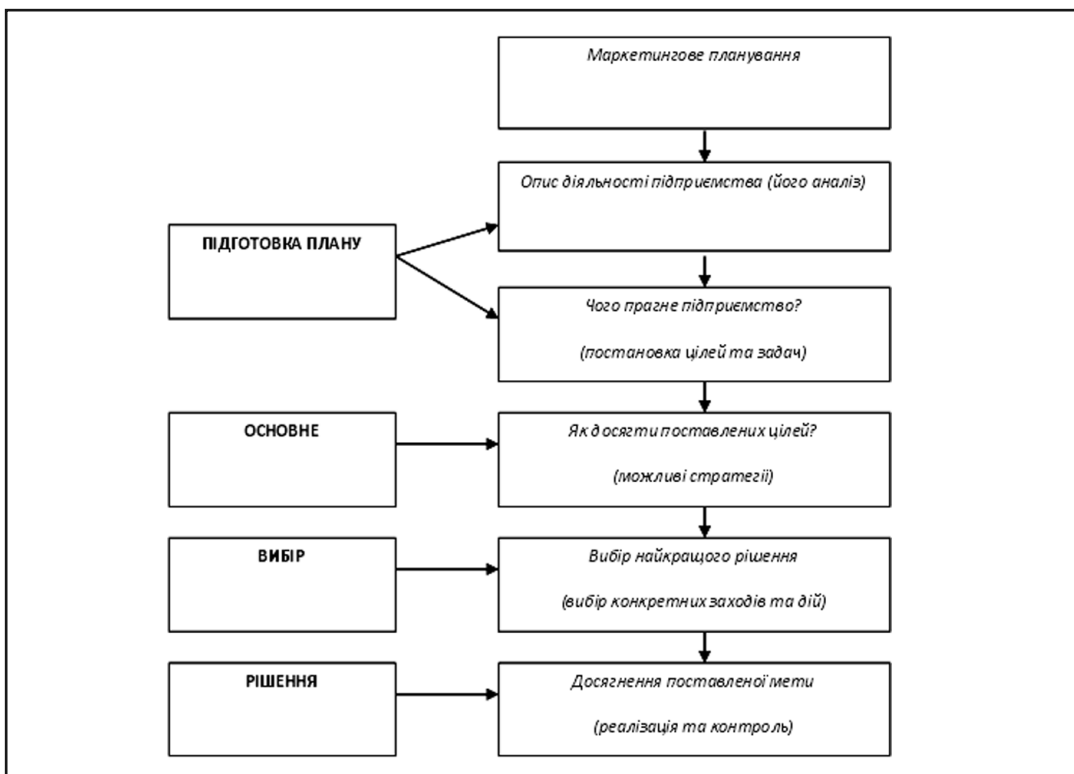 Маркетингове планування
Опис діяльності підприємства (його аналіз)
ПІДГОТОВКА ПЛАНУ
Чого прагне підприємство?
(постановка цілей та задач)
ОСНОВНЕ
Як досягти поставлених цілей?
(можливі стратегії)
ВИБІР
Вибір найкращого рішення
(вибір конкретних заходів та дій)
РІШЕННЯ
Досягнення поставленої мети
(реалізація та контроль)